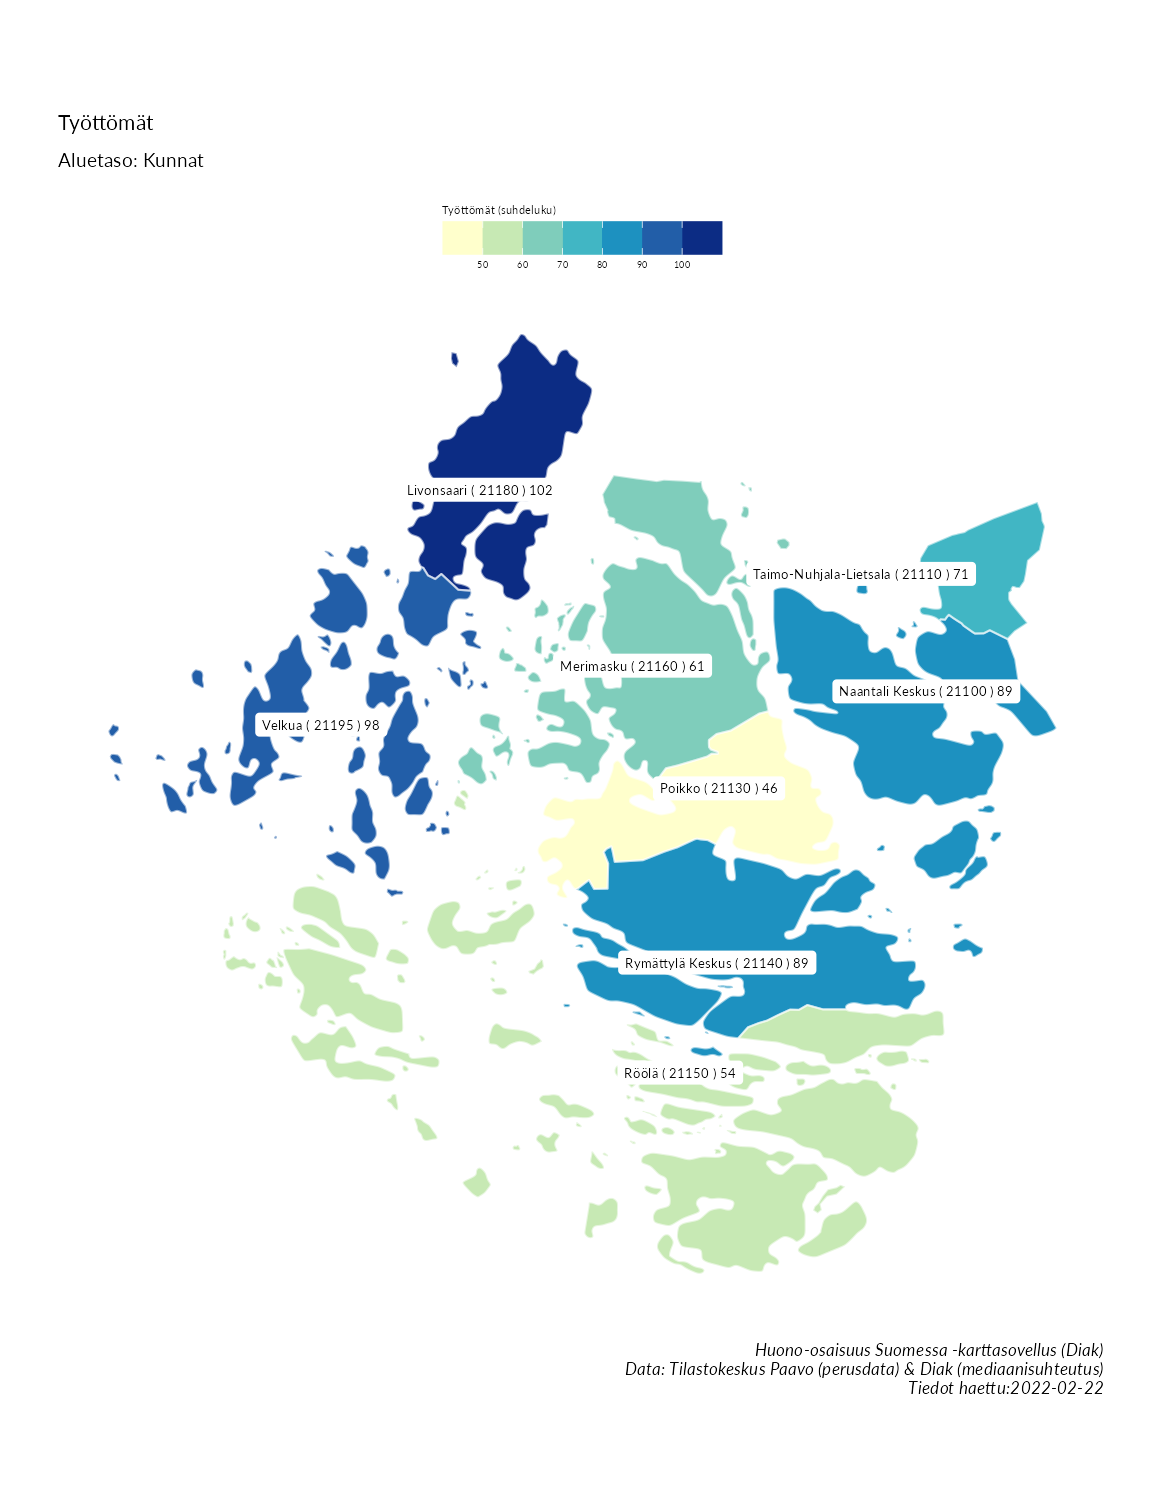 Työttömät
Aluetaso: Kunnat
Työttömät (suhdeluku)
50 60 70 80 90 100
Livonsaari ( 21180 ) 102
Taimo-Nuhjala-Lietsala ( 21110 ) 71
Merimasku ( 21160 ) 61
Naantali Keskus ( 21100 ) 89
Velkua ( 21195 ) 98
Poikko ( 21130 ) 46
Rymättylä Keskus ( 21140 ) 89
Röölä ( 21150 ) 54
Huono-osaisuus Suomessa -karttasovellus (Diak)
Data: Tilastokeskus Paavo (perusdata) & Diak (mediaanisuhteutus)
Tiedot haettu:2022-02-22